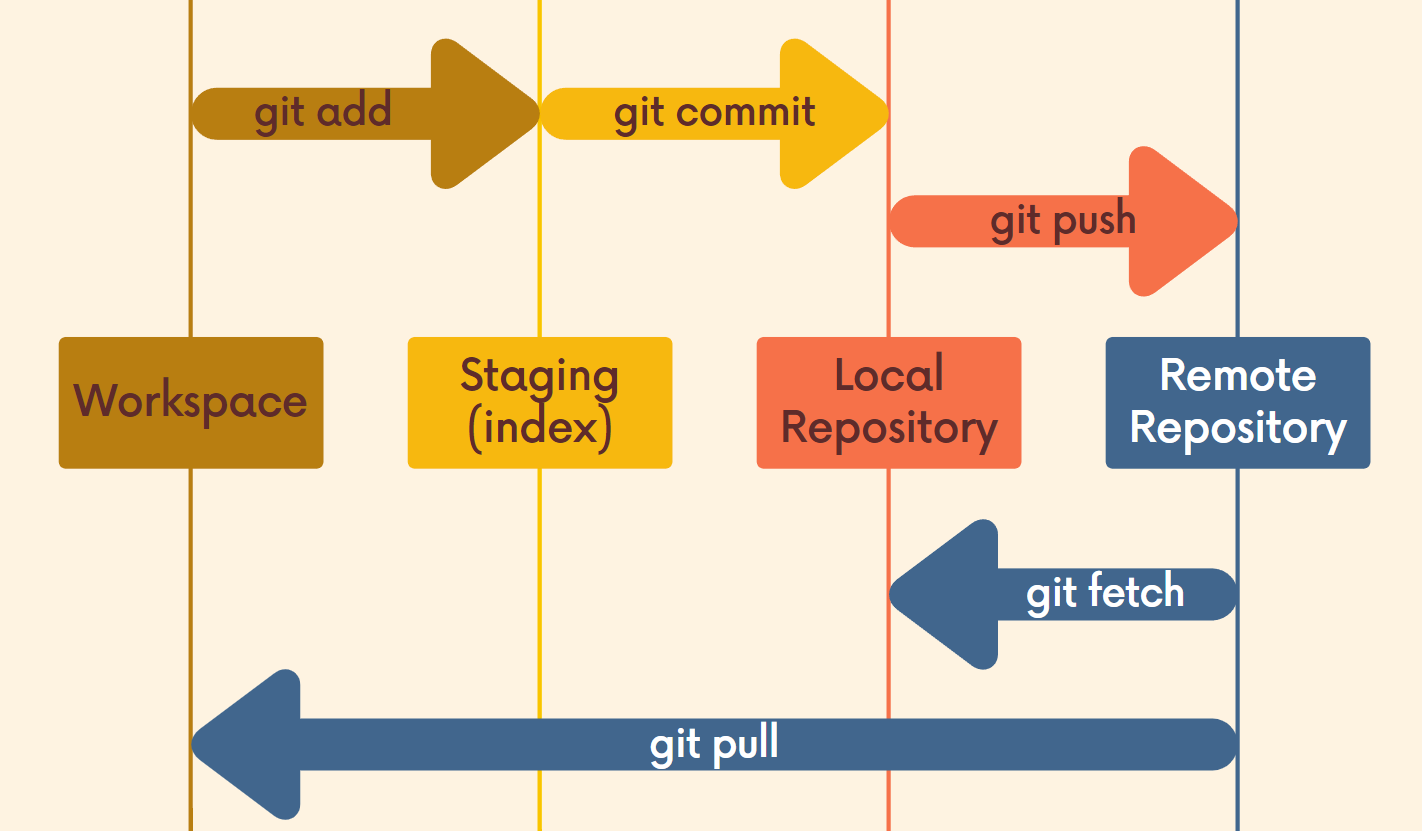 git add
git commit
git push
Workspace
Staging
(index)
Local
Repository
Remote
Repository
git fetch
git pull